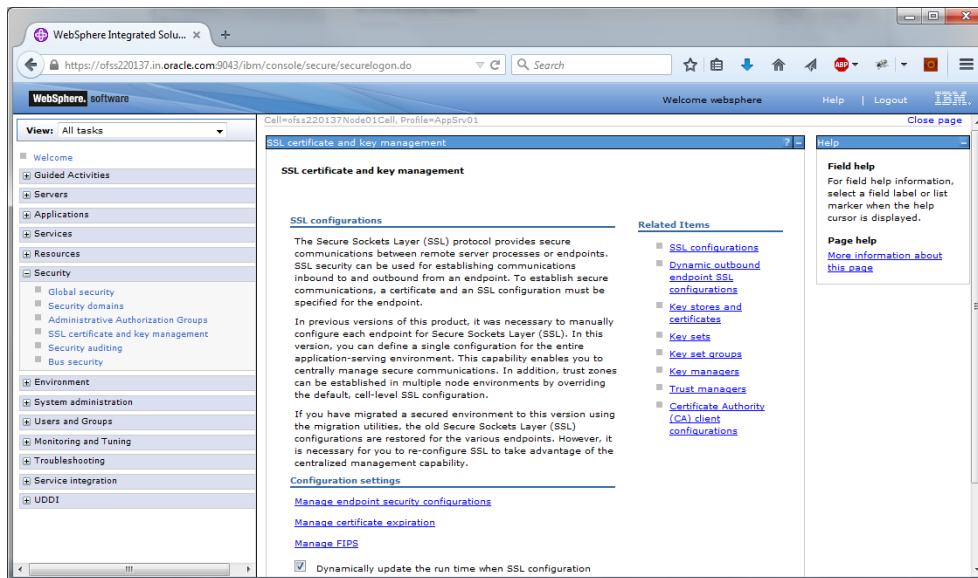 WebSphere Integrated Solu... × +
https://ofss220137.in.oracle.com:9043/ibm/console/secure/securelogon.do
Search
ABP
WebSphere. software
Welcome websphere
Help | Logout
IBM.
View: All tasks
Welcome
Guided Activities
Servers
Applications
Services
Resources
Security
Global security
Security domains
Administrative Authorization Groups
SSL certificate and key management
Security auditing
Bus security
Environment
System administration
Users and Groups
Monitoring and Tuning
Troubleshooting
Service integration
UDDI
Cell=ofss220137Node01Cell, Profile=AppSrv01
Close page
SSL certificate and key management
? -
SSL certificate and key management
SSL configurations
The Secure Sockets Layer (SSL) protocol provides secure
communications between remote server processes or endpoints.
SSL security can be used for establishing communications
inbound to and outbound from an endpoint. To establish secure
communications, a certificate and an SSL configuration must be
specified for the endpoint.
In previous versions of this product, it was necessary to manually
configure each endpoint for Secure Sockets Layer (SSL). In this
version, you can define a single configuration for the entire
application-serving environment. This capability enables you to
centrally manage secure communications. In addition, trust zones
can be established in multiple node environments by overriding
the default, cell-level SSL configuration.
If you have migrated a secured environment to this version using
the migration utilities, the old Secure Sockets Layer (SSL)
configurations are restored for the various endpoints. However, it
is necessary for you to re-configure SSL to take advantage of the
centralized management capability.
Configuration settings
Manage endpoint security configurations
Manage certificate expiration
Manage FIPS
Dynamically update the run time when SSL configuration
Related Items
SSL configurations
Dynamic outbound
endpoint SSL
configurations
Key stores and
certificates
Key sets
Key set groups
Key managers
Trust managers
Certificate Authority
(CA) client
configurations
Help
Field help
For field help information,
select a field label or list
marker when the help
cursor is displayed.
Page help
More information about
this page